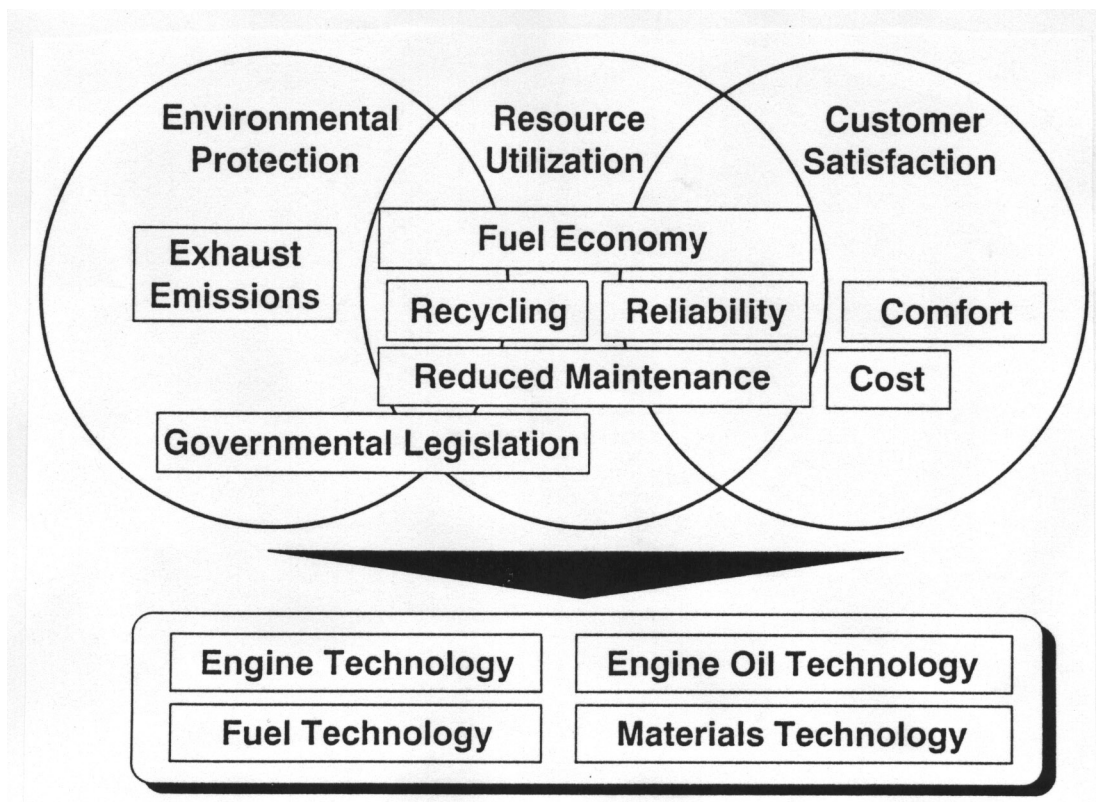 Environmental
Protection
Resource
Utilization
Customer
Satisfaction
Exhaust
Emissions
Fuel Economy
Recycling
Reliability
Comfort
Reduced Maintenance
Cost
Governmental Legislation
Engine Technology
Engine Oil Technology
Fuel Technology
Materials Technology